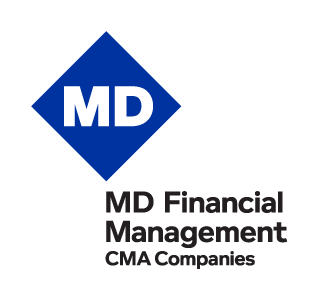 MD
MD Financial
Management
CMA Companies